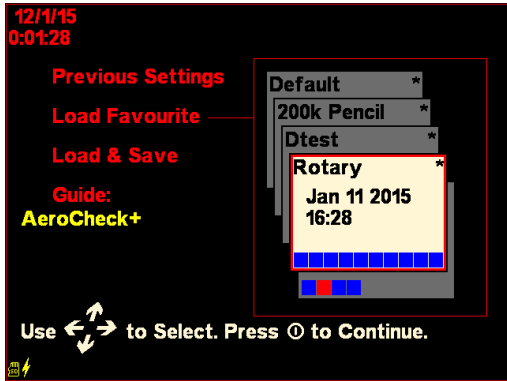 12/1/15
0:01:28
Previous Settings
Load Favourite
Load & Save
Guide:
AeroCheck+
Default *
200k Pencil *
Dtest *
Rotary *
Jan 11 2015
16:28
Use to Select. Press to Continue.